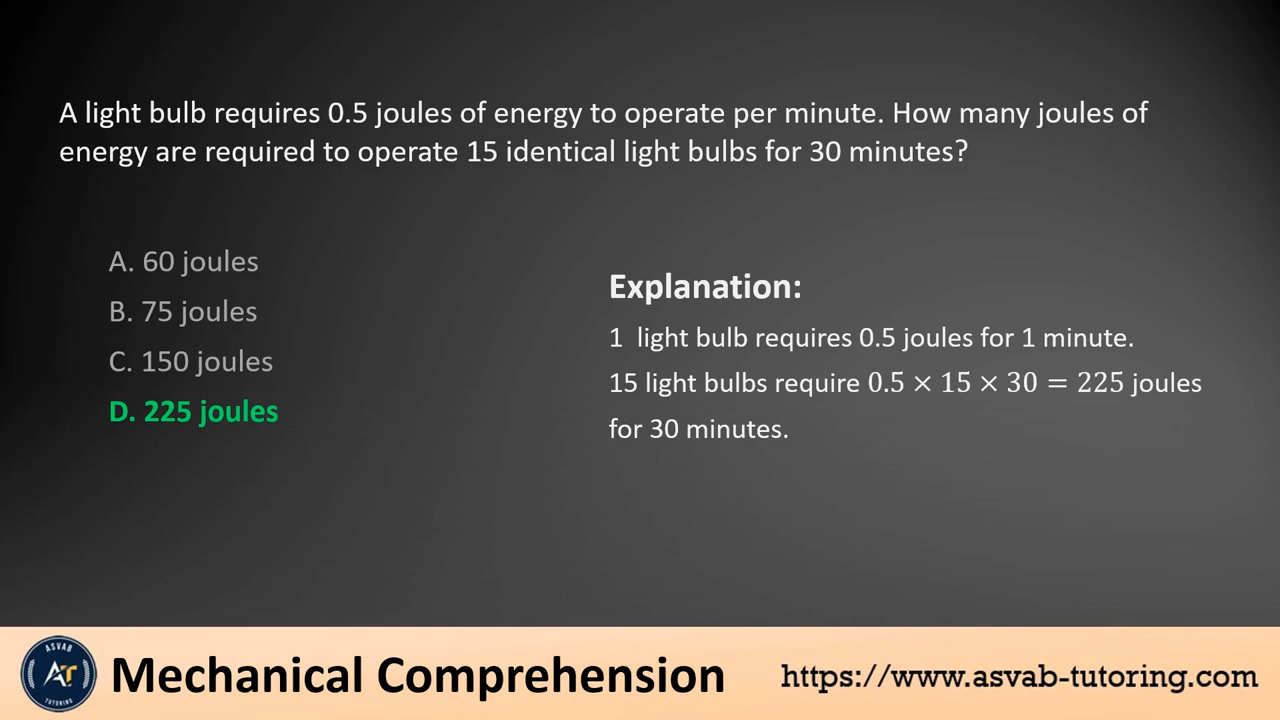 A light bulb requires 0.5 joules of energy to operate per minute. How many joules of
energy are required to operate 15 identical light bulbs for 30 minutes?
A. 60 joules
B. 75 joules
C. 150 joules
D. 225 joules
Explanation:
1 light bulb requires 0.5 joules for 1 minute.
15 light bulbs require 0.5 × 15 × 30 = 225 joules
for 30 minutes.
ASVAB
AT
TUTORING
Mechanical Comprehension
https://www.asvab-tutoring.com